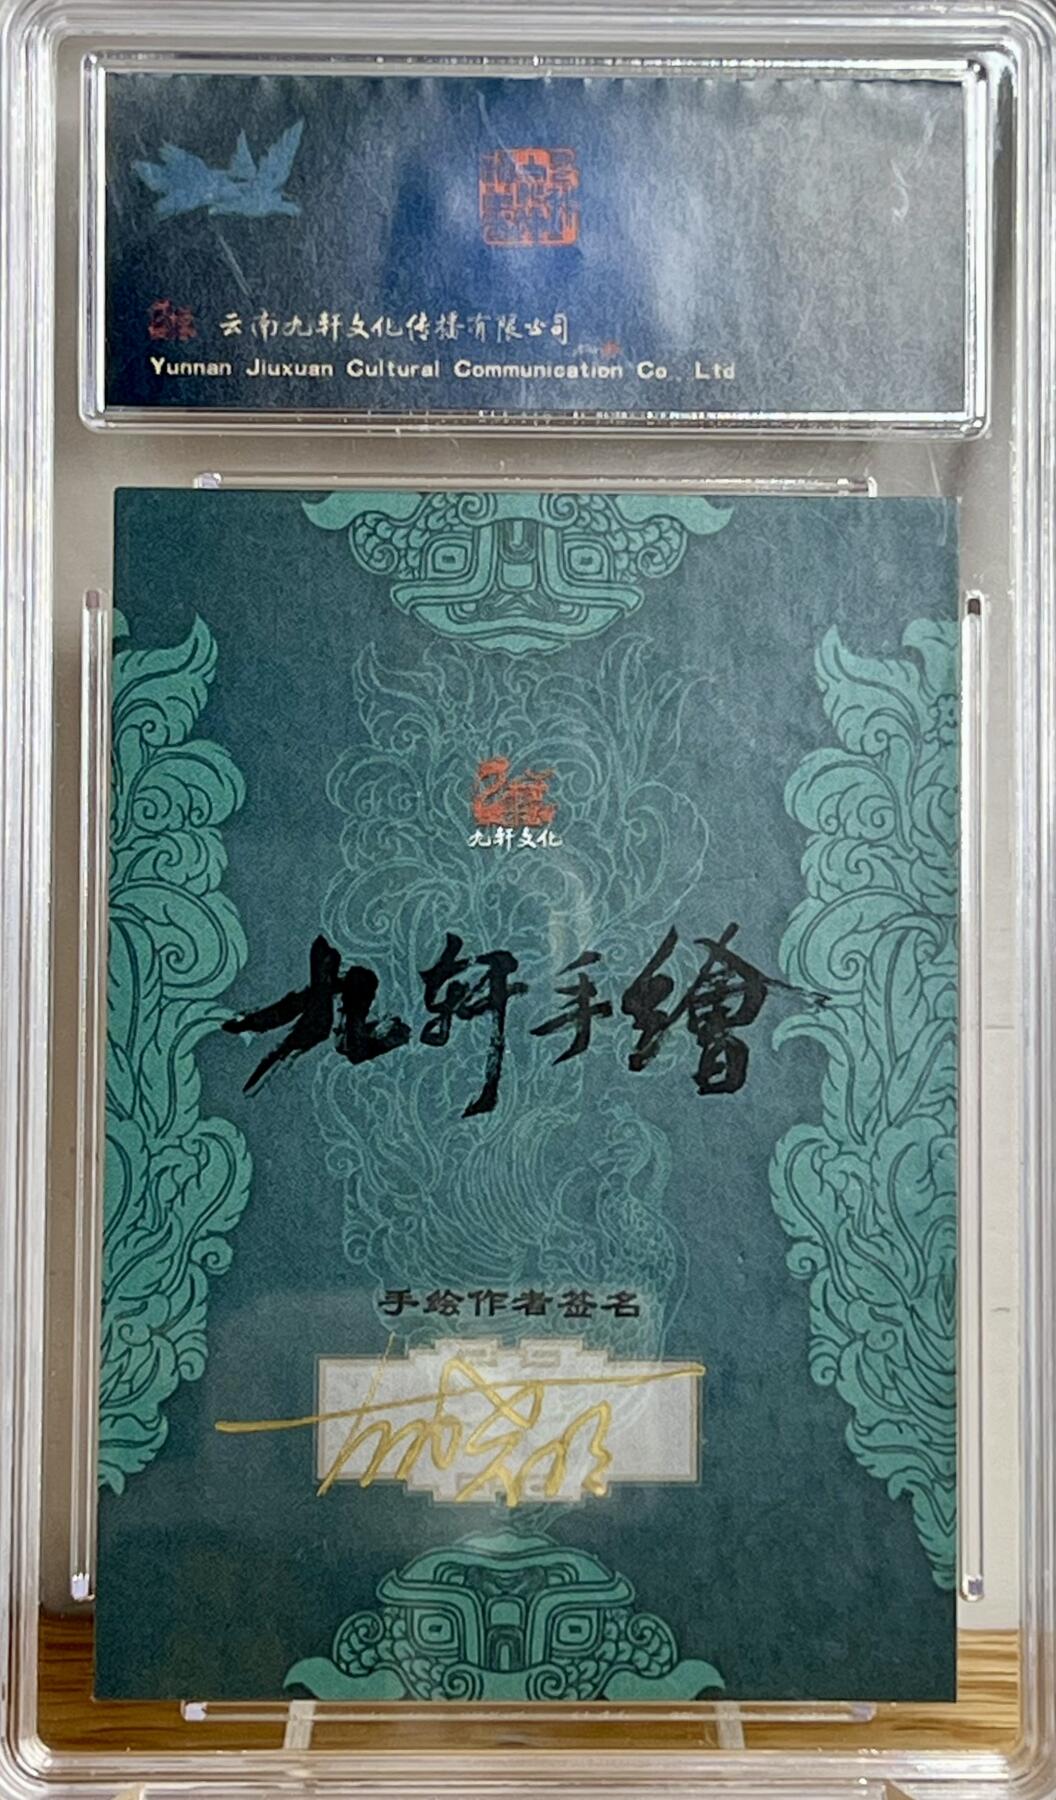 云南九轩文化传播有限公司
Yunnan Jiuxuan Cultural Communication Co., Ltd
九轩文化
九轩手繪
手绘作者签名